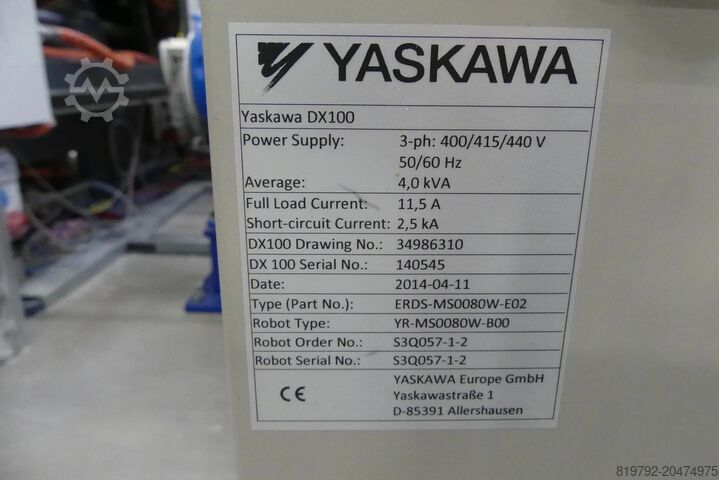 YASKAWA
Yaskawa DX100
Power Supply: 3-ph: 400/415/440 V
50/60 Hz
Average: 4,0 kVA
Full Load Current: 11,5 A
Short-circuit Current: 2,5 kA
DX100 Drawing No.: 34986310
DX 100 Serial No.: 140545
Date: 2014-04-11
Type (Part No.): ERDS-MS0080W-E02
Robot Type: YR-MS0080W-B00
Robot Order No.: S3Q057-1-2
Robot Serial No.: S3Q057-1-2
CE YASKAWA Europe GmbH
Yaskawastraße 1
D-85391 Allershausen
819792-20474975